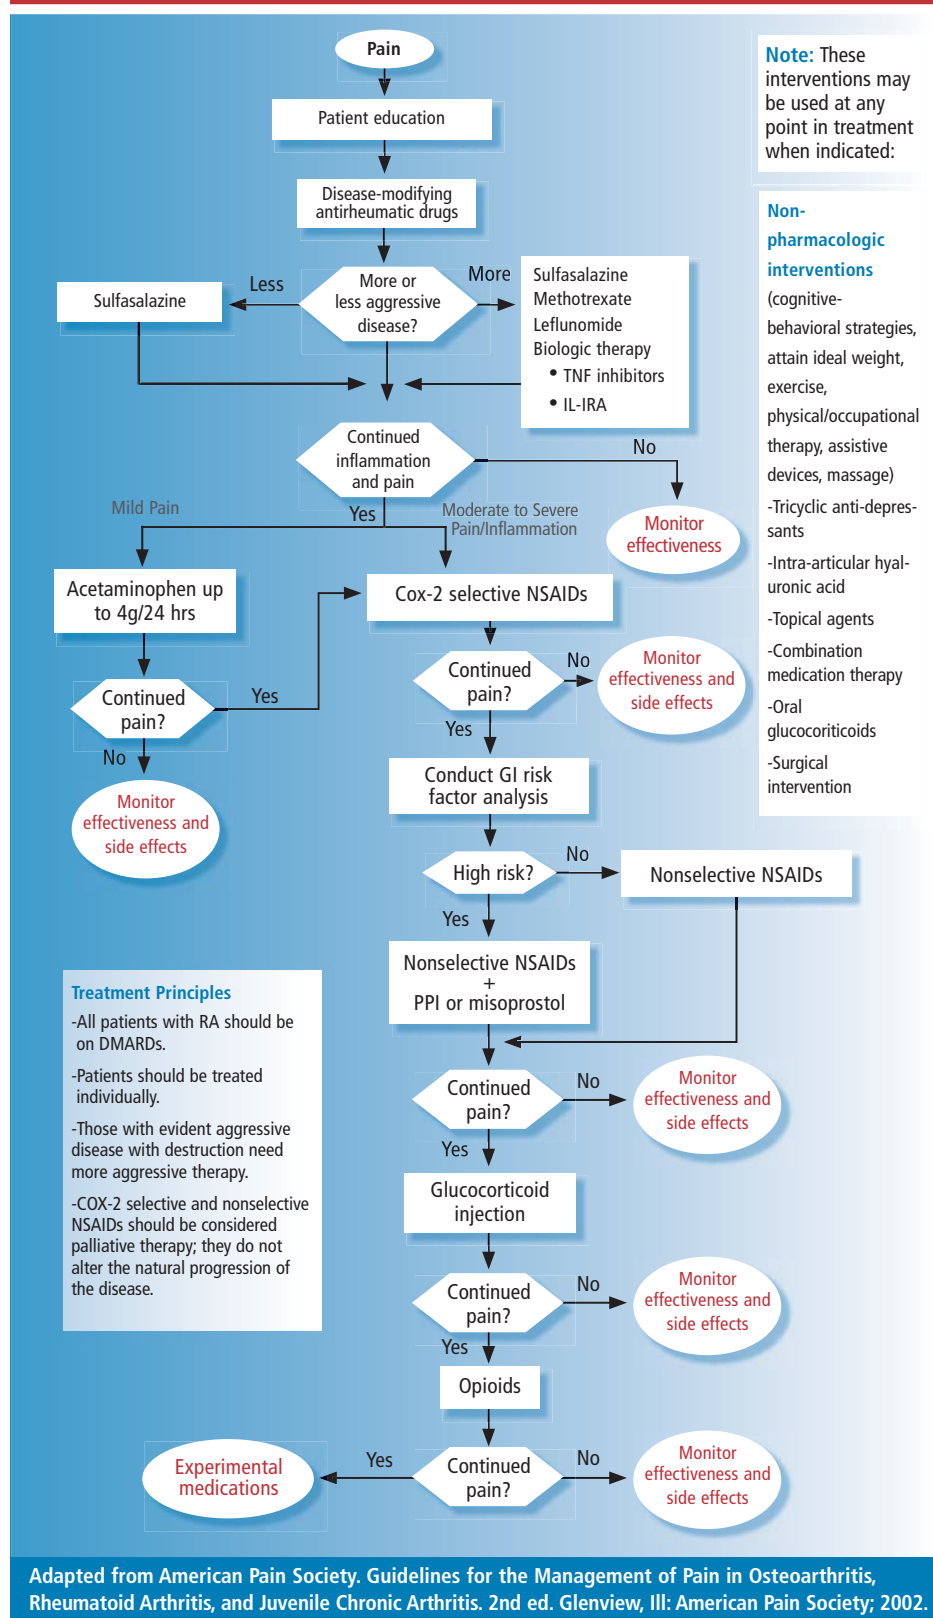 Pain
Patient education
Disease-modifying
antirheumatic drugs
More or
less aggressive
disease?
Less
More
Sulfasalazine
Sulfasalazine
Methotrexate
Leflunomide
Biologic therapy
• TNF inhibitors
• IL-IRA
Continued
inflammation
and pain
No
Monitor
effectiveness
Yes
Mild Pain
Moderate to Severe
Pain/Inflammation
Acetaminophen up
to 4g/24 hrs
Cox-2 selective NSAIDs
Continued
pain?
Yes
No
Monitor
effectiveness and
side effects
Continued
pain?
No
Monitor
effectiveness and
side effects
Yes
Conduct GI risk
factor analysis
High risk?
No
Nonselective NSAIDs
Yes
Nonselective NSAIDs
+
PPI or misoprostol
Continued
pain?
No
Monitor
effectiveness and
side effects
Yes
Glucocorticoid
injection
Continued
pain?
No
Monitor
effectiveness and
side effects
Yes
Opioids
Continued
pain?
No
Monitor
effectiveness and
side effects
Yes
Experimental
medications
Note: These
interventions may
be used at any
point in treatment
when indicated:
Non-
pharmacologic
interventions
(cognitive-
behavioral strategies,
attain ideal weight,
exercise,
physical/occupational
therapy, assistive
devices, massage)
-Tricyclic anti-depres-
sants
-Intra-articular hyal-
uronic acid
-Topical agents
-Combination
medication therapy
-Oral
glucocorticoids
-Surgical
intervention
Treatment Principles
-All patients with RA should be
on DMARDs.
-Patients should be treated
individually.
-Those with evident aggressive
disease with destruction need
more aggressive therapy.
-COX-2 selective and nonselective
NSAIDs should be considered
palliative therapy; they do not
alter the natural progression of
the disease.
Adapted from American Pain Society. Guidelines for the Management of Pain in Osteoarthritis,
Rheumatoid Arthritis, and Juvenile Chronic Arthritis. 2nd ed. Glenview, Ill: American Pain Society; 2002.